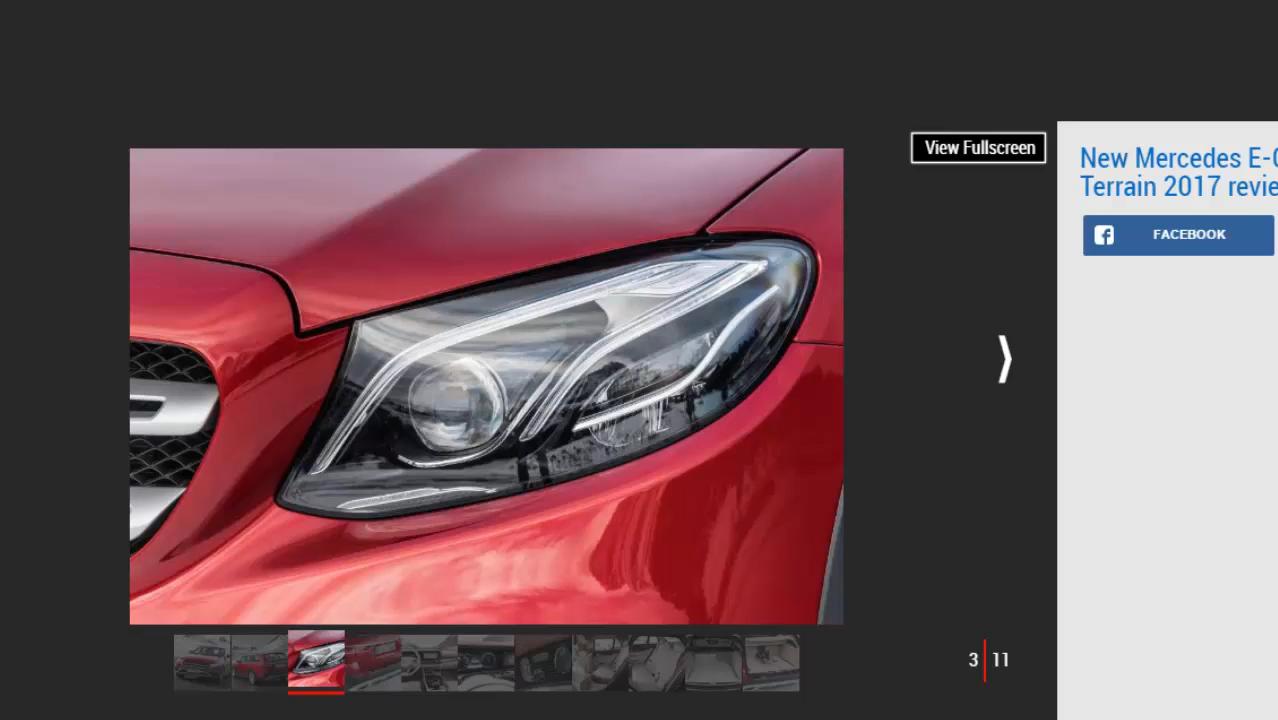 View Fullscreen
New Mercedes E-
Terrain 2017 revie
FACEBOOK
3 11